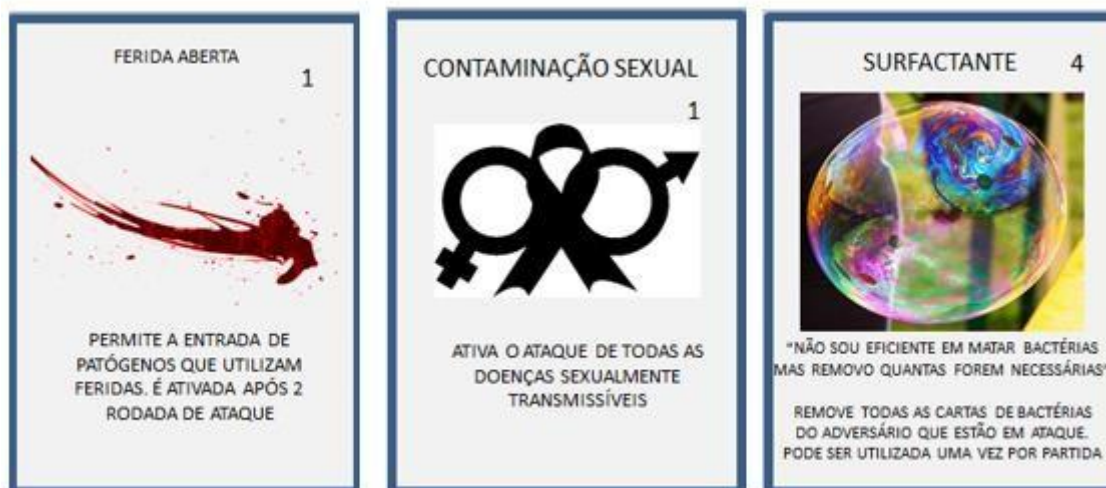 FERIDA ABERTA
1
PERMITE A ENTRADA DE
PATÓGENOS QUE UTILIZAM
FERIDAS. É ATIVADA APÓS 2
RODADA DE ATAQUE
CONTAMINAÇÃO SEXUAL
1
ATIVA O ATAQUE DE TODAS AS
DOENÇAS SEXUALMENTE
TRANSMISSÍVEIS
SURFACTANTE 4
"NÃO SOU EFICIENTE EM MATAR BACTÉRIAS
MAS REMOVO QUANTAS FOREM NECESSÁRIAS"
REMOVE TODAS AS CARTAS DE BACTÉRIAS
DO ADVERSÁRIO QUE ESTÃO EM ATAQUE.
PODE SER UTILIZADA UMA VEZ POR PARTIDA